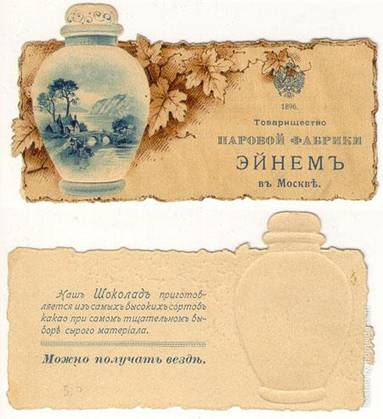 1896.
Товарищество
ПАРОВОЙ ФАБРИКИ
ЭЙНЕМЪ
въ Москвѣ.
Нашъ Шоколадъ приготов-
ляется изъ самыхъ высокихъ сортовъ
какао при самомъ тщательномъ вы-
борѣ сырого матеріала.
Можно получать вездѣ.